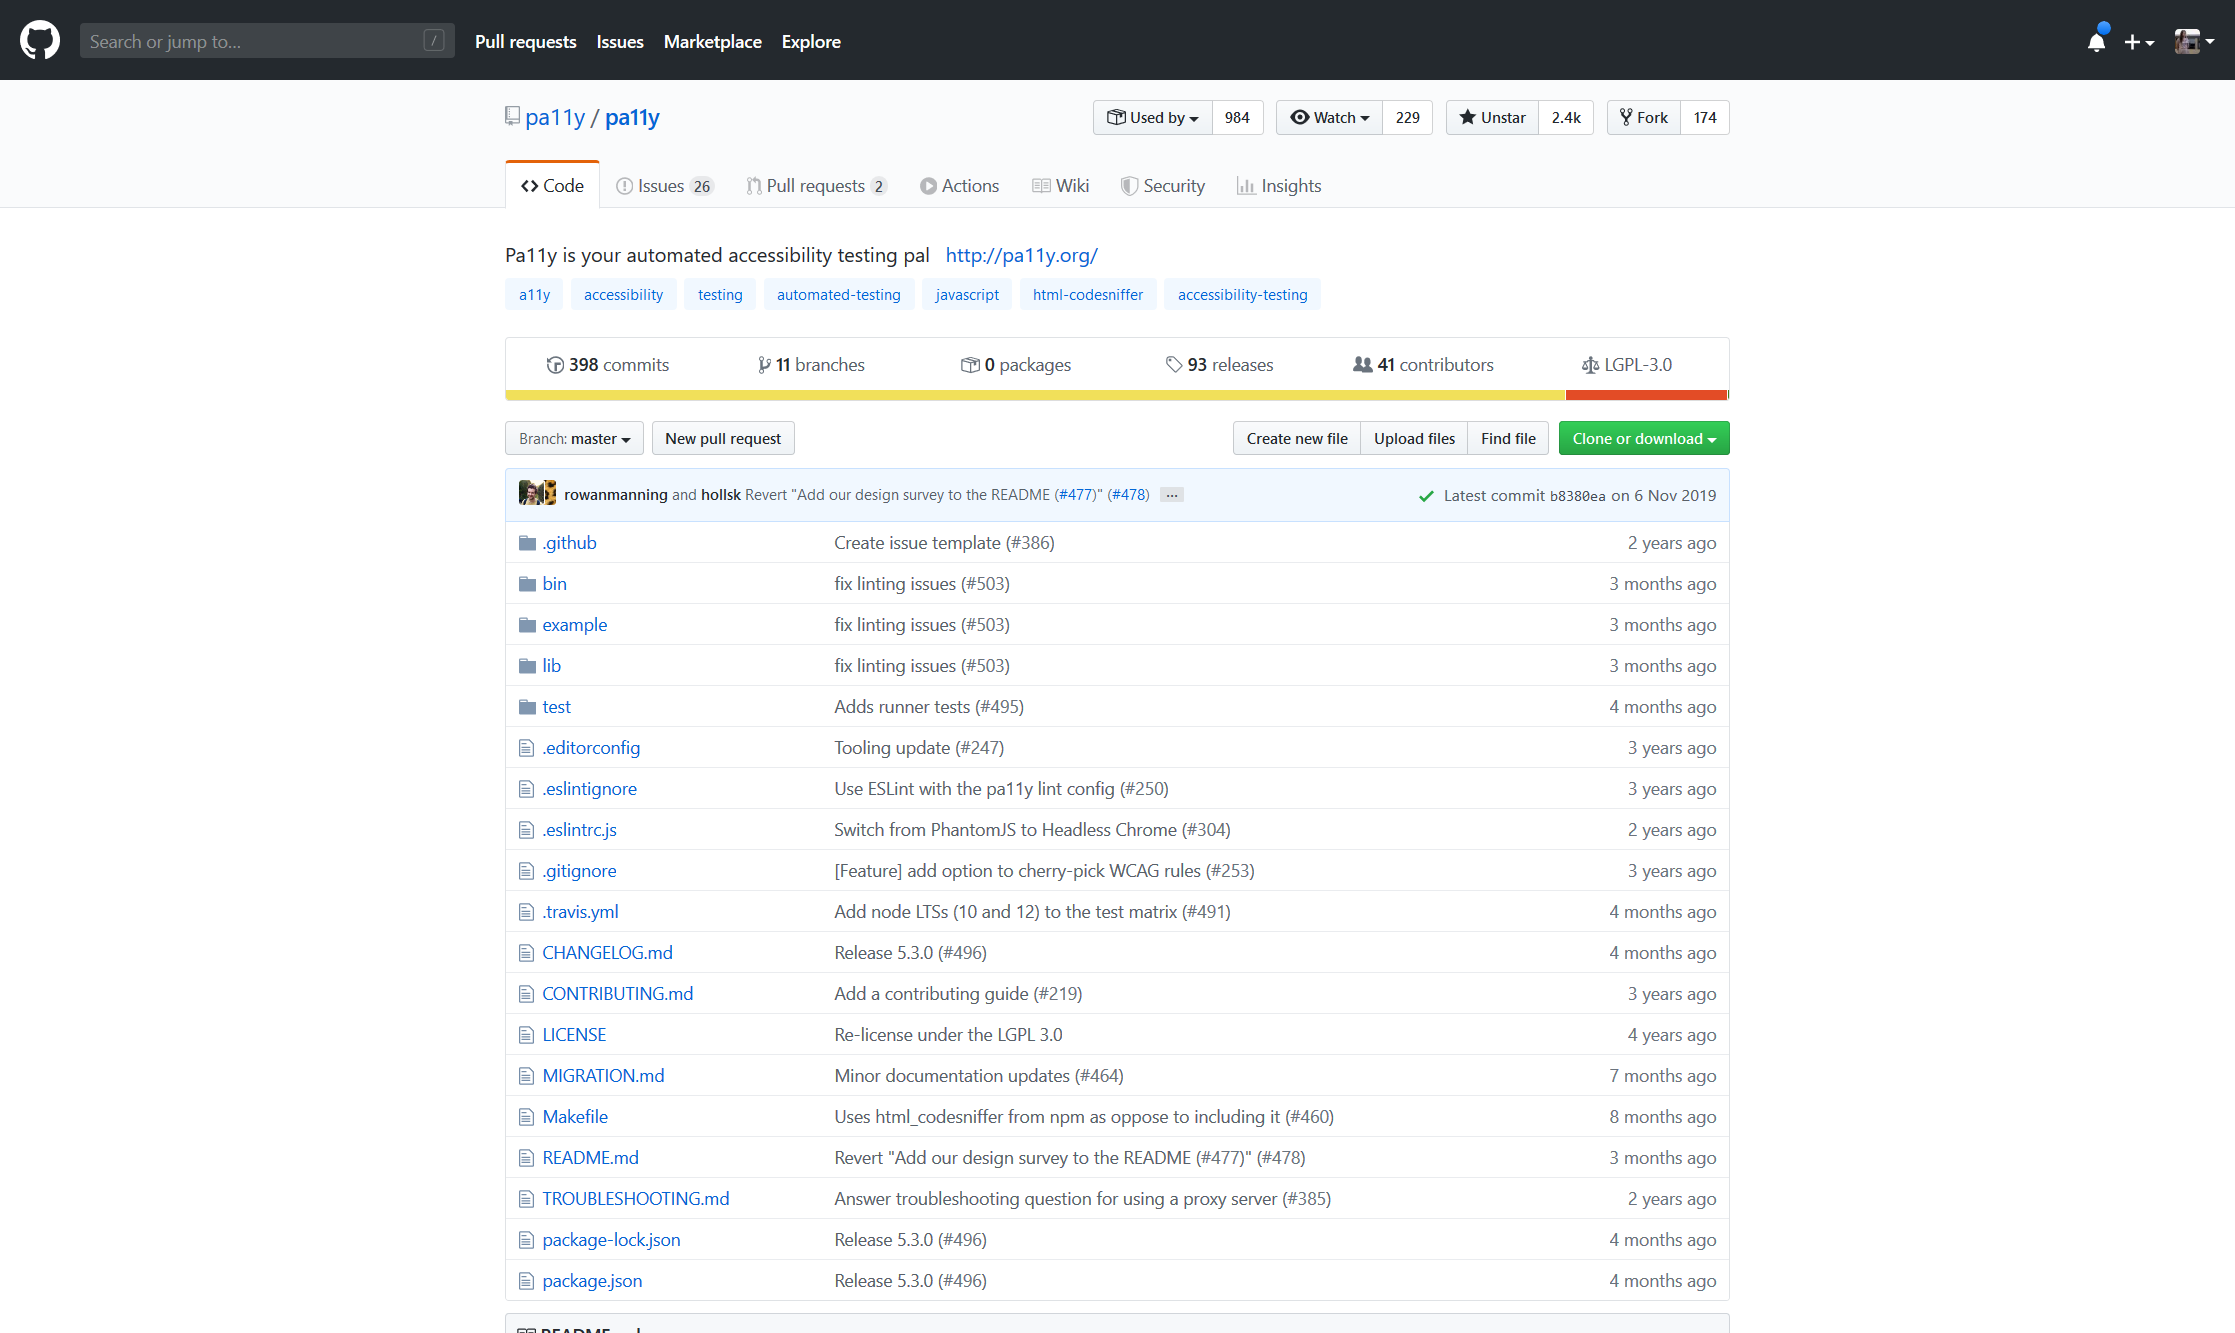 Search or jump to... /
Pull requests Issues Marketplace Explore
pa11y / pa11y
Used by 984 Watch 229 Unstar 2.4k Fork 174
Code Issues 26 Pull requests 2 Actions Wiki Security Insights
Pa11y is your automated accessibility testing pal http://pa11y.org/
a11y accessibility testing automated-testing javascript html-codesniffer accessibility-testing
398 commits 11 branches 0 packages 93 releases 41 contributors LGPL-3.0
Branch: master New pull request Create new file Upload files Find file Clone or download
rowanmanning and hollsk Revert "Add our design survey to the README (#477)" (#478) ... Latest commit b8380ea on 6 Nov 2019
.github Create issue template (#386) 2 years ago
bin fix linting issues (#503) 3 months ago
example fix linting issues (#503) 3 months ago
lib fix linting issues (#503) 3 months ago
test Adds runner tests (#495) 4 months ago
.editorconfig Tooling update (#247) 3 years ago
.eslintignore Use ESLint with the pa11y lint config (#250) 3 years ago
.eslintrc.js Switch from PhantomJS to Headless Chrome (#304) 2 years ago
.gitignore [Feature] add option to cherry-pick WCAG rules (#253) 3 years ago
.travis.yml Add node LTSs (10 and 12) to the test matrix (#491) 4 months ago
CHANGELOG.md Release 5.3.0 (#496) 4 months ago
CONTRIBUTING.md Add a contributing guide (#219) 3 years ago
LICENSE Re-license under the LGPL 3.0 4 years ago
MIGRATION.md Minor documentation updates (#464) 7 months ago
Makefile Uses html_codesniffer from npm as oppose to including it (#460) 8 months ago
README.md Revert "Add our design survey to the README (#477)" (#478) 3 months ago
TROUBLESHOOTING.md Answer troubleshooting question for using a proxy server (#385) 2 years ago
package-lock.json Release 5.3.0 (#496) 4 months ago
package.json Release 5.3.0 (#496) 4 months ago